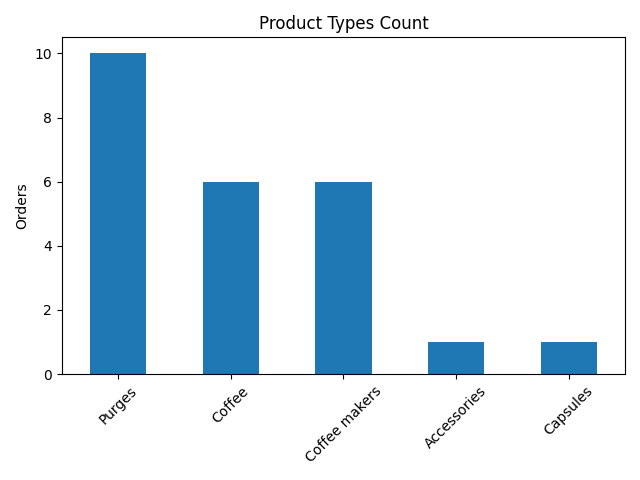 Product Types Count
Orders
10
8
6
4
2
0
Purges
Coffee
Coffee makers
Accessories
Capsules